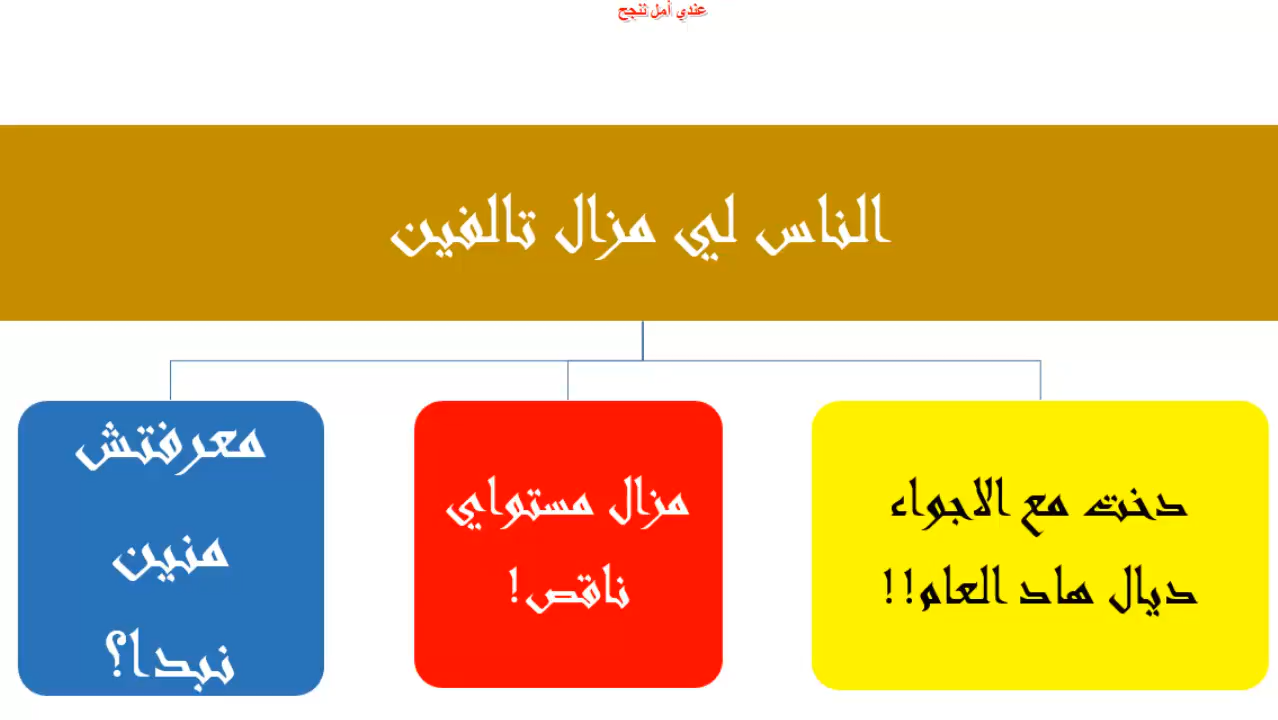 عندي أمل ننجح
الناس لي مزال تالفين
دخت مع الاجواء
ديال هاد العام!!
مزال مستواي
ناقص!
معرفتش
منين
نبدا؟